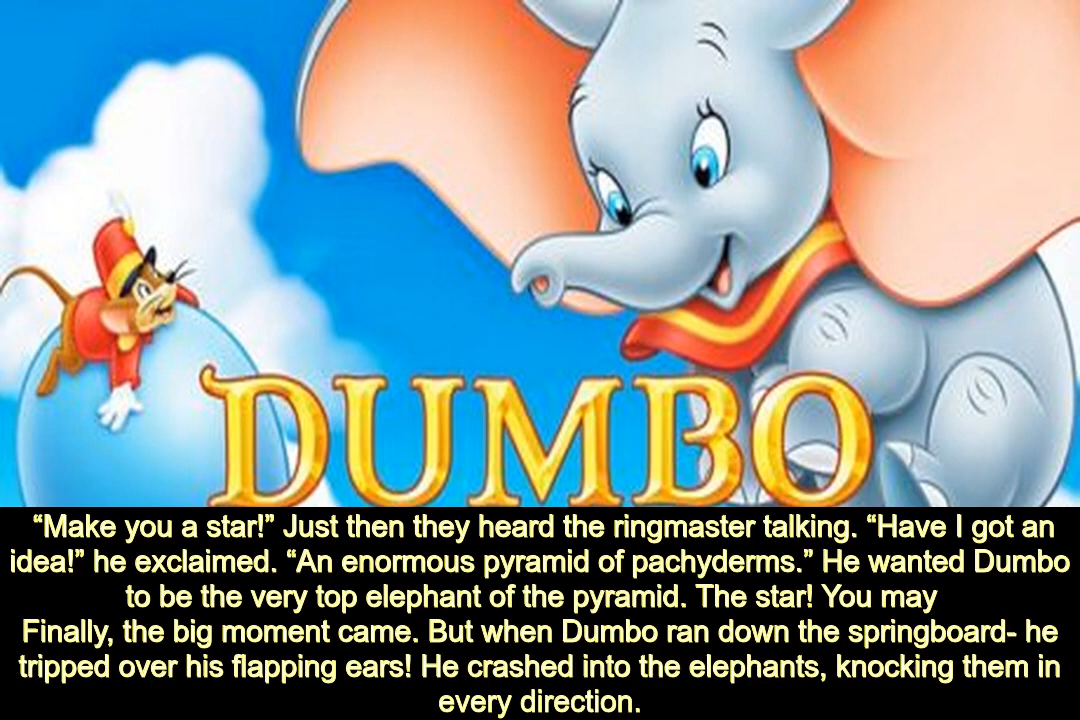 DUMBO
“Make you a star!” Just then they heard the ringmaster talking. “Have I got an
idea!” he exclaimed. “An enormous pyramid of pachyderms.” He wanted Dumbo
to be the very top elephant of the pyramid. The star! You may
Finally, the big moment came. But when Dumbo ran down the springboard- he
tripped over his flapping ears! He crashed into the elephants, knocking them in
every direction.